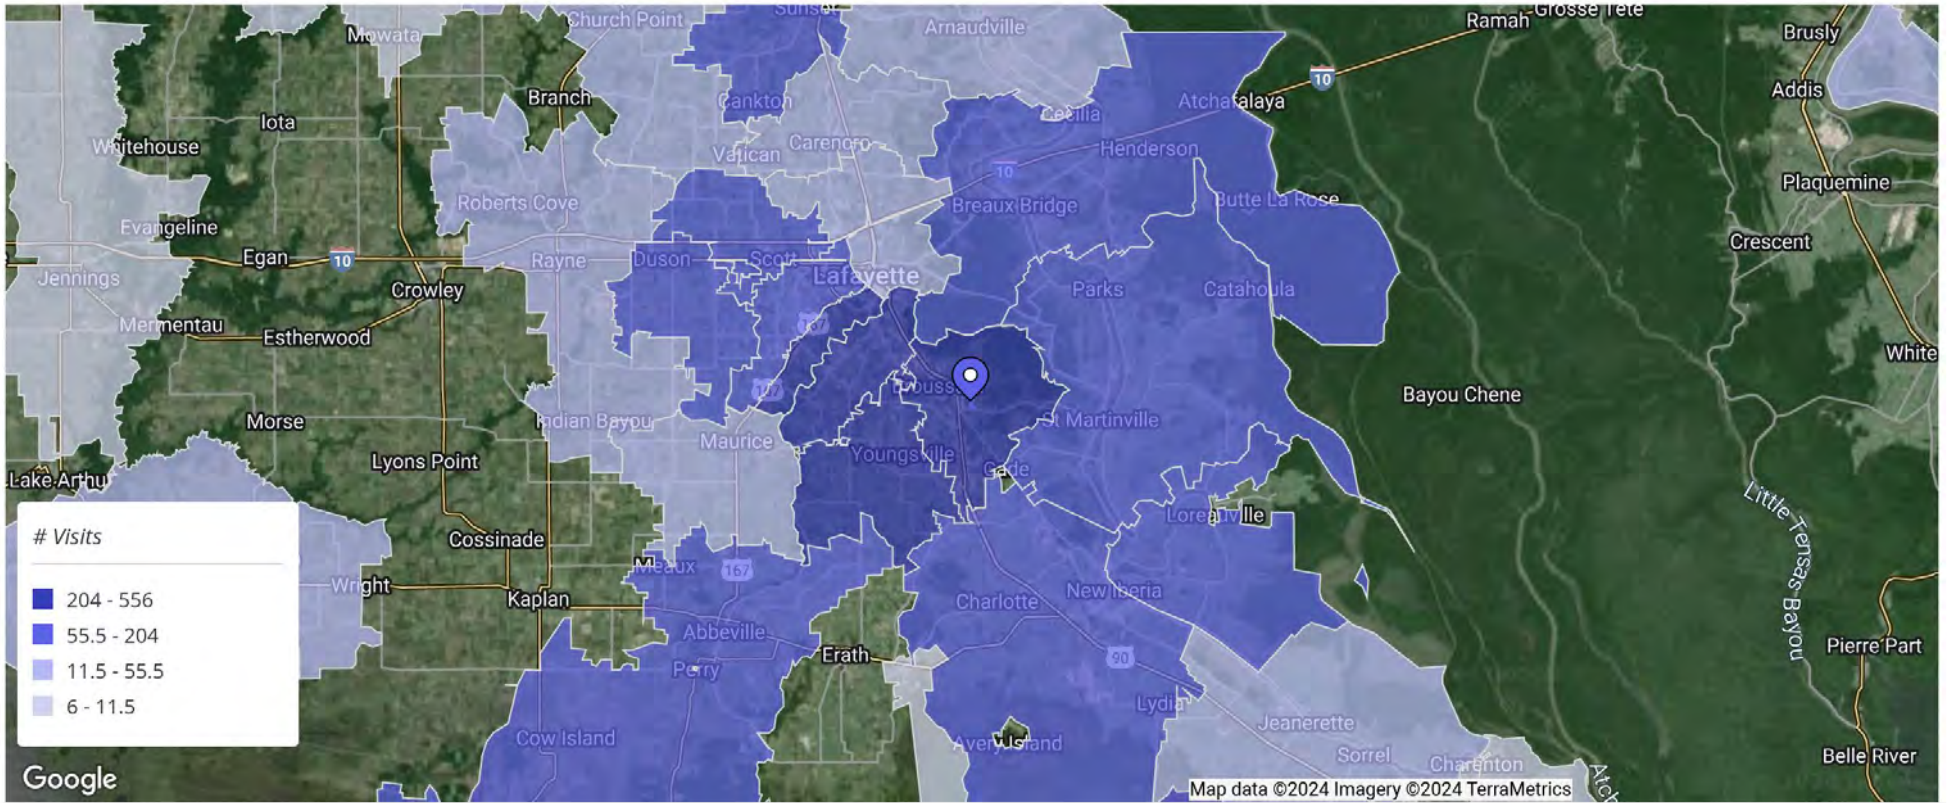 Sunset
Grosse Tete
Church Point
Ramah
Mowata
Arnaudville
Brusly
10
Addis
Branch
Cankton
Atchafalaya
Iota
Cecilia
Whitehouse
Vatican
Carencro
Henderson
10
Plaquemine
Roberts Cove
Breaux Bridge
Butte La Rose
Evangeline
Crescent
Egan
10
Rayne
Duson
Scott
Jennings
Lafayette
Crowley
Parks
Catahoula
Mermentau
167
Estherwood
White
167
Brouss
Bayou Chene
Morse
Indian Bayou
St Martinville
Maurice
Youngsville
Lyons Point
Cade
Lake Arthu
Little Tensas Bayou
Loreauville
# Visits
Cossinade
Meaux
167
Wright
New Iberia
204 - 556
Kaplan
Charlotte
55.5 - 204
Abbeville
Pierre Part
Erath
90
11.5 - 55.5
Perry
6 - 11.5
Lydia
Jeanerette
Cow Island
Avery Island
Sorrel
Belle River
Charenton
Atch
Google
Map data ©2024 Imagery ©2024 TerraMetrics